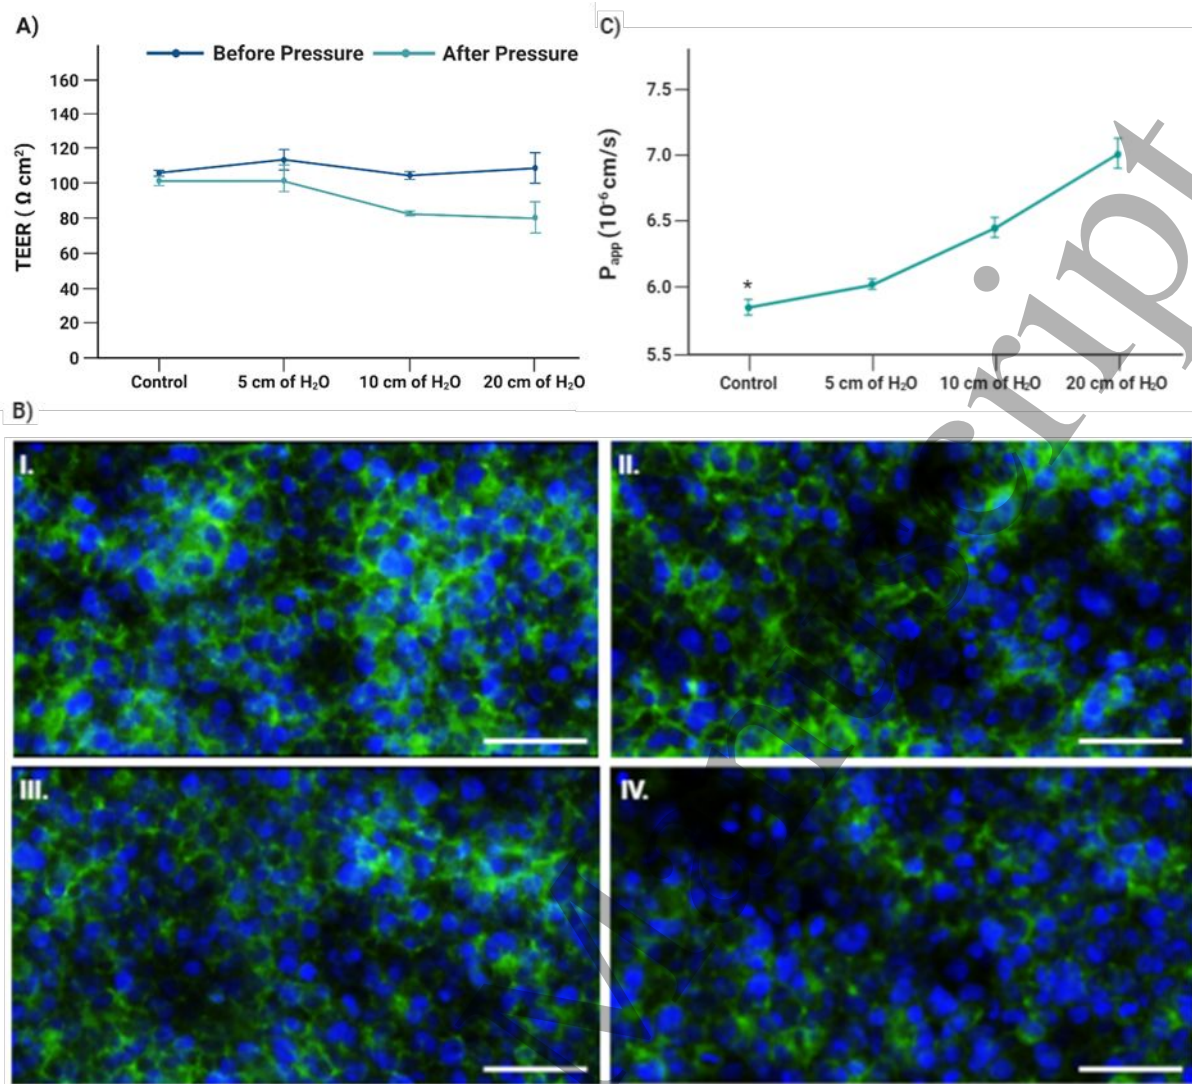 A)
Before Pressure After Pressure
TEER ( Ω cm²)
160
140
120
100
80
60
40
20
0
Control 5 cm of H₂O 10 cm of H₂O 20 cm of H₂O
C)
Papp (10⁻⁶ cm/s)
7.5
7.0
6.5
6.0
5.5
*
Control 5 cm of H₂O 10 cm of H₂O 20 cm of H₂O
B)
I.
II.
III.
IV.